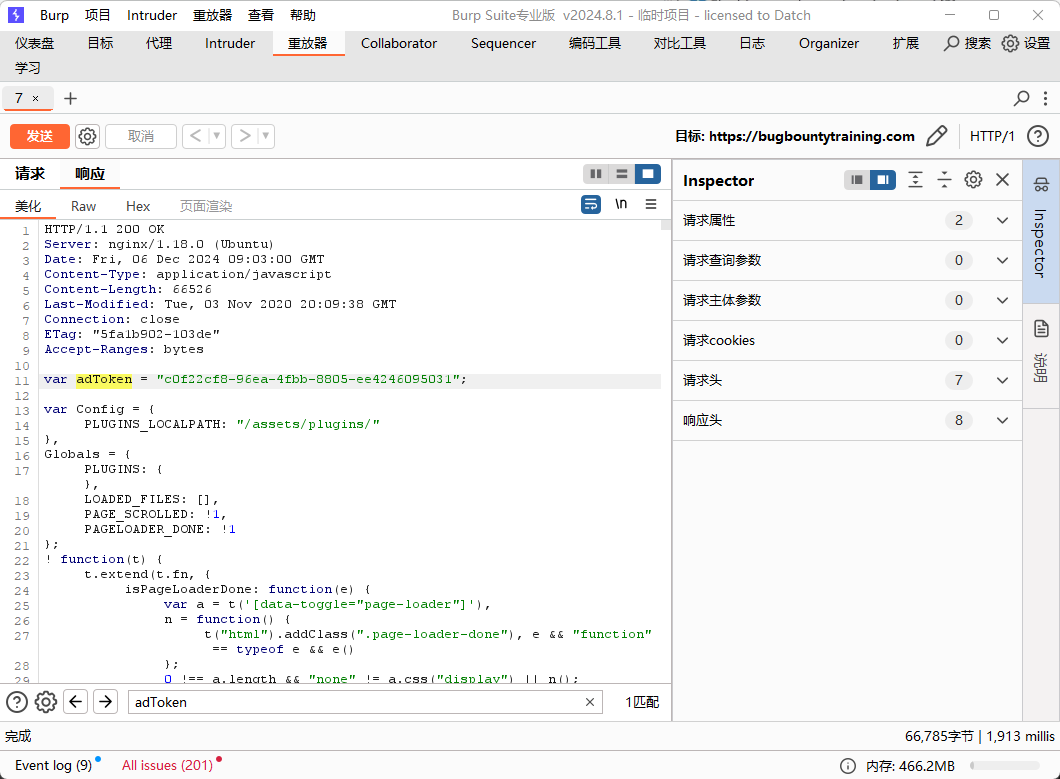 Burp 项目 Intruder 重放器 查看 帮助 Burp Suite专业版 v2024.8.1 - 临时项目 - licensed to Datch
仪表盘 目标 代理 Intruder 重放器 Collaborator Sequencer 编码工具 对比工具 日志 Organizer 扩展 搜索 设置
学习
7 × +
发送 取消 < > 目标: https://bugbountytraining.com HTTP/1 ?
请求 响应
美化 Raw Hex 页面渲染 \n
1 HTTP/1.1 200 OK
2 Server: nginx/1.18.0 (Ubuntu)
3 Date: Fri, 06 Dec 2024 09:03:00 GMT
4 Content-Type: application/javascript
5 Content-Length: 66526
6 Last-Modified: Tue, 03 Nov 2020 20:09:38 GMT
7 Connection: close
8 ETag: "5fa1b902-103de"
9 Accept-Ranges: bytes
10
11 var adToken = "c0f22cf8-96ea-4fbb-8805-ee4246095031";
12
13 var Config = {
14 PLUGINS_LOCALPATH: "/assets/plugins/"
15 },
16 Globals = {
17 PLUGINS: {
},
18 LOADED_FILES: [],
19 PAGE_SCROLLED: !1,
20 PAGELOADER_DONE: !1
21 };
22 ! function(t) {
23 t.extend(t.fn, {
24 isPageLoaderDone: function(e) {
25 var a = t('[data-toggle="page-loader"]'),
26 n = function() {
27 t("html").addClass(".page-loader-done"), e && "function"
== typeof e && e()
28 };
29 0 !== a.length && "none" != a.css("display") || n();
? adToken × 1匹配
Inspector
请求属性 2
请求查询参数 0
请求主体参数 0
请求cookies 0
请求头 7
响应头 8
Inspector
说明
完成 66,785字节 | 1,913 millis
Event log (9) All issues (201) 内存: 466.2MB